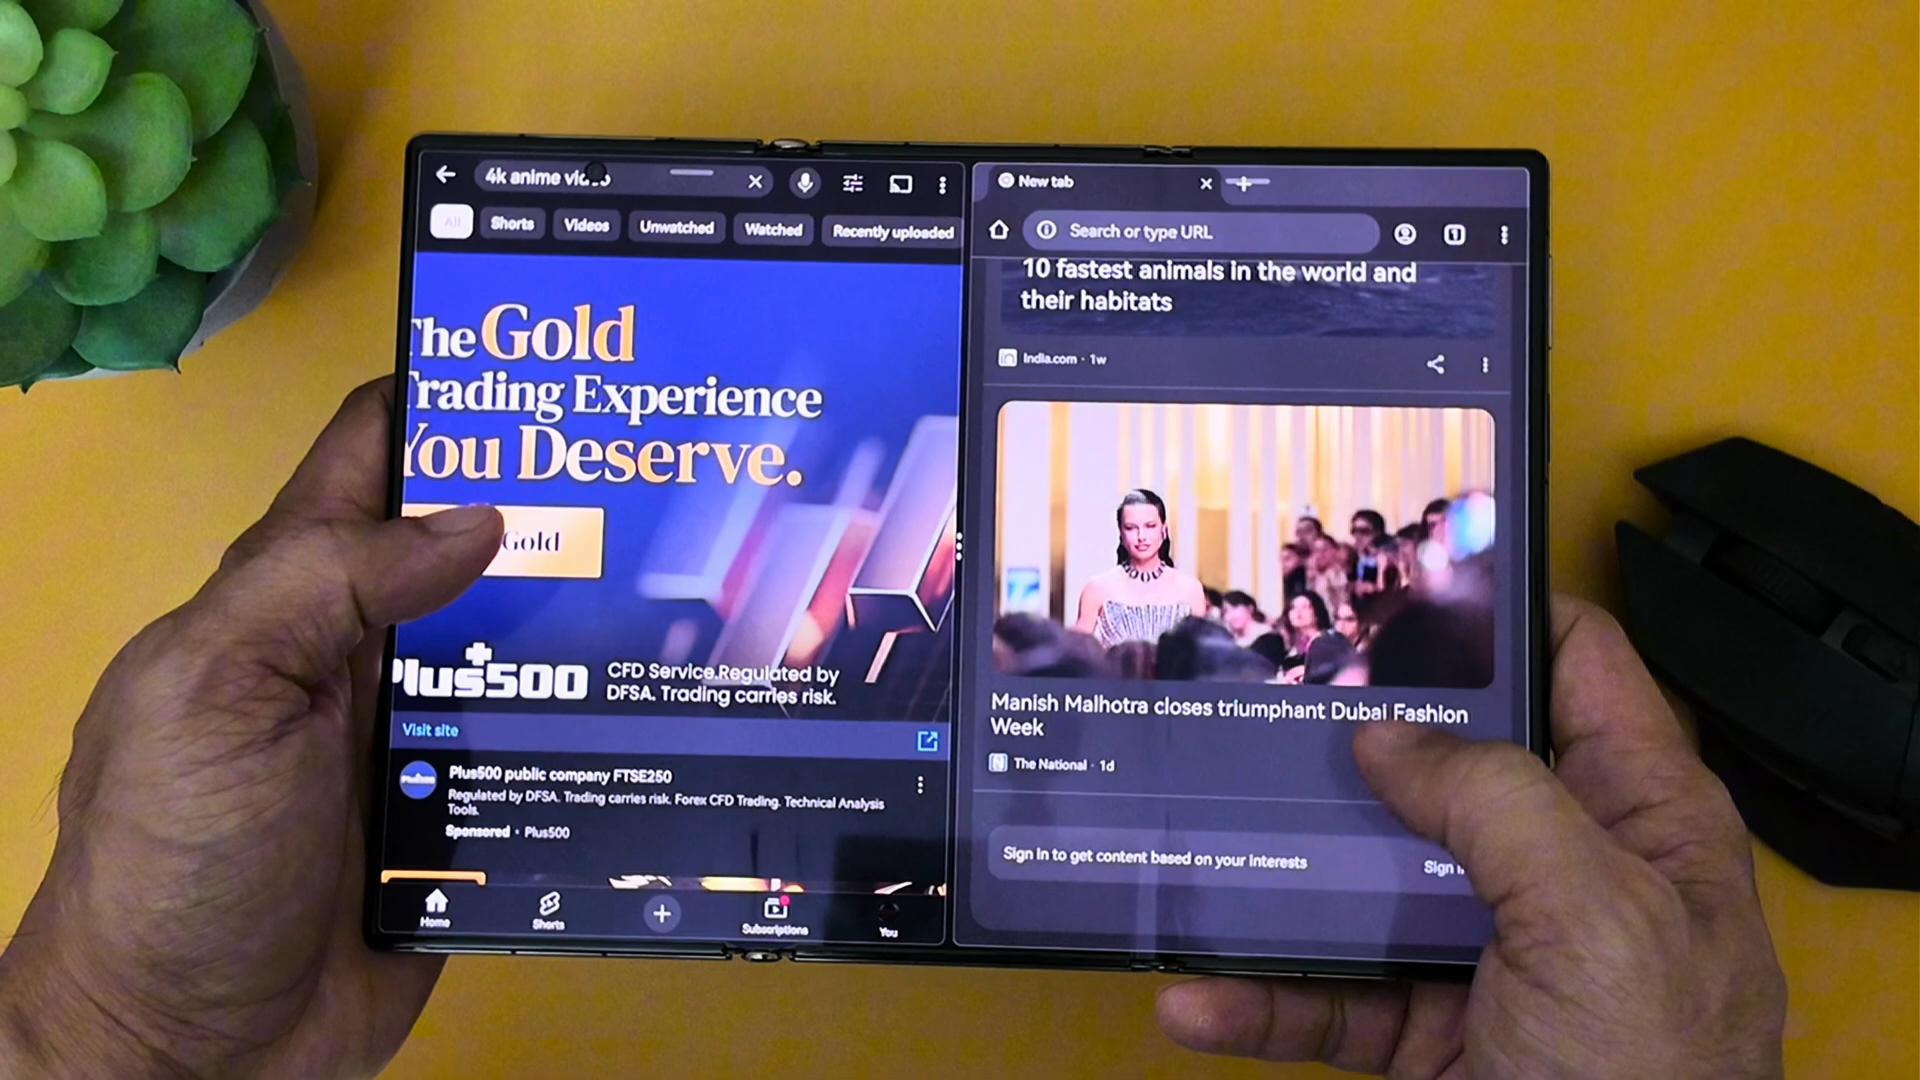 4k anime video
All
Shorts
Videos
Unwatched
Watched
Recently uploaded
The Gold
Trading Experience
You Deserve.
Gold
Plus500
CFD Service.Regulated by
DFSA. Trading carries risk.
Visit site
Plus500 public company FTSE250
Regulated by DFSA. Trading carries risk. Forex CFD Trading. Technical Analysis
Tools.
Sponsored · Plus500
Home
Shorts
Subscriptions
You
New tab
Search or type URL
1
10 fastest animals in the world and
their habitats
India.com · 1w
Manish Malhotra closes triumphant Dubai Fashion
Week
N The National · 1d
Sign in to get content based on your interests
Sign i